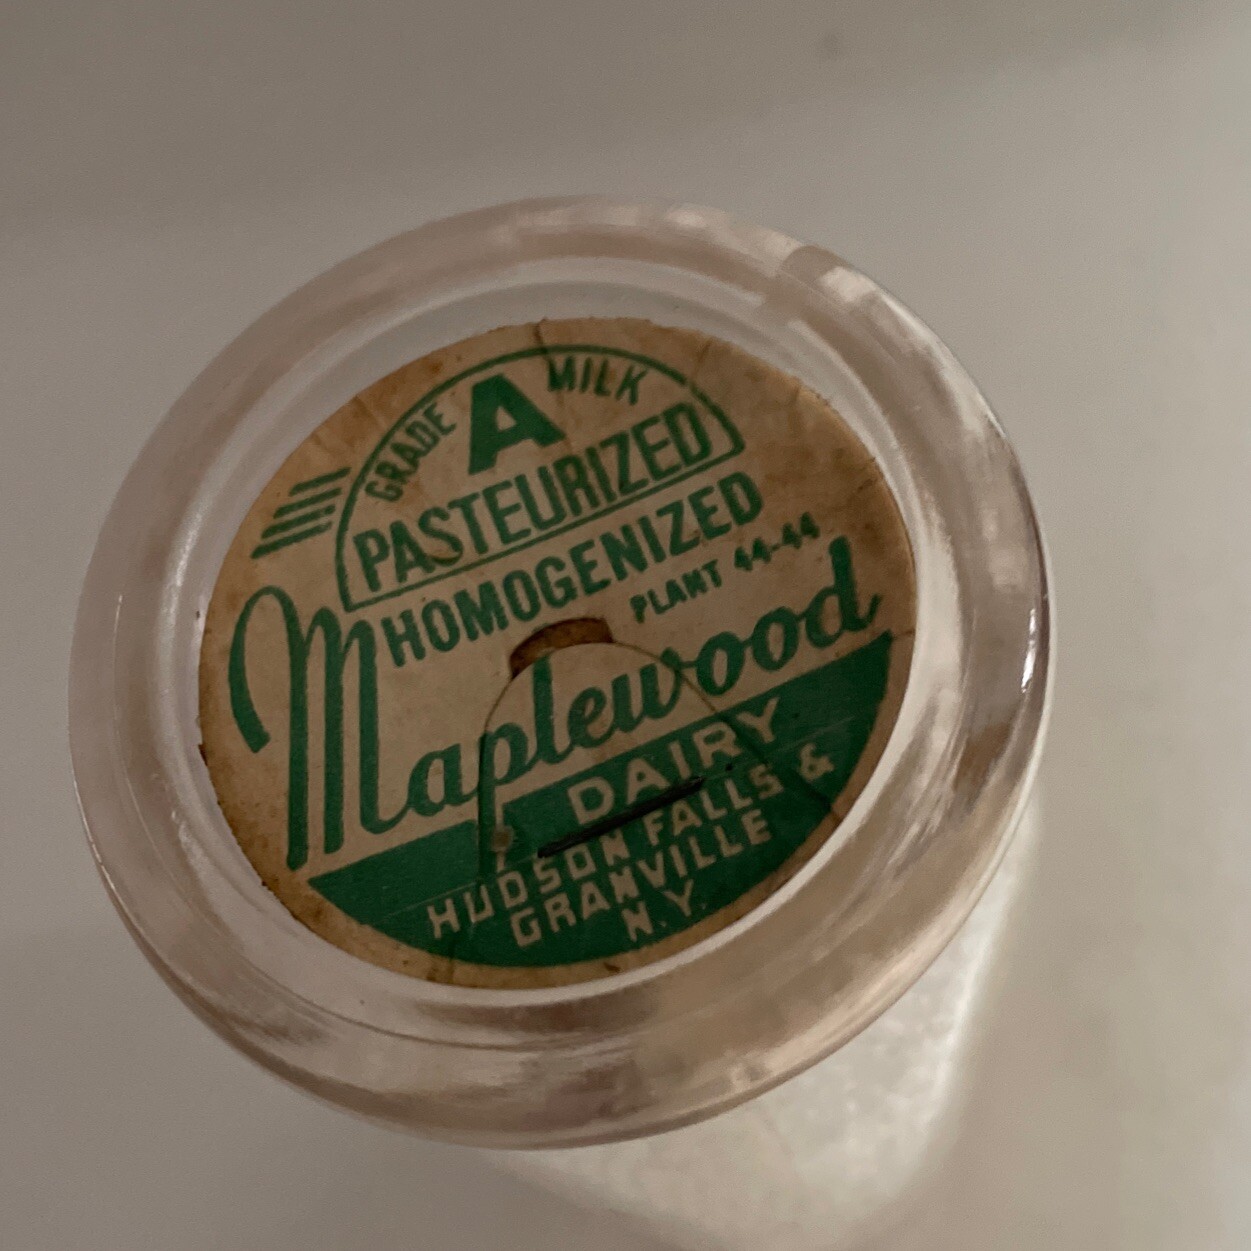 GRADE A MILK
PASTEURIZED
HOMOGENIZED
PLANT 44-44
Maplewood
DAIRY
HUDSON FALLS &
GRANVILLE
N.Y.